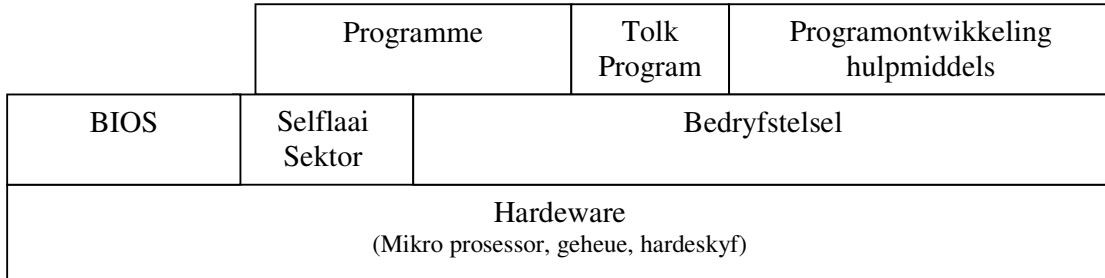 Programme
Tolk
Program
Programontwikkeling
hulpmiddels
BIOS
Selflaai
Sektor
Bedryfstelsel
Hardeware
(Mikro prosessor, geheue, hardeskyf)